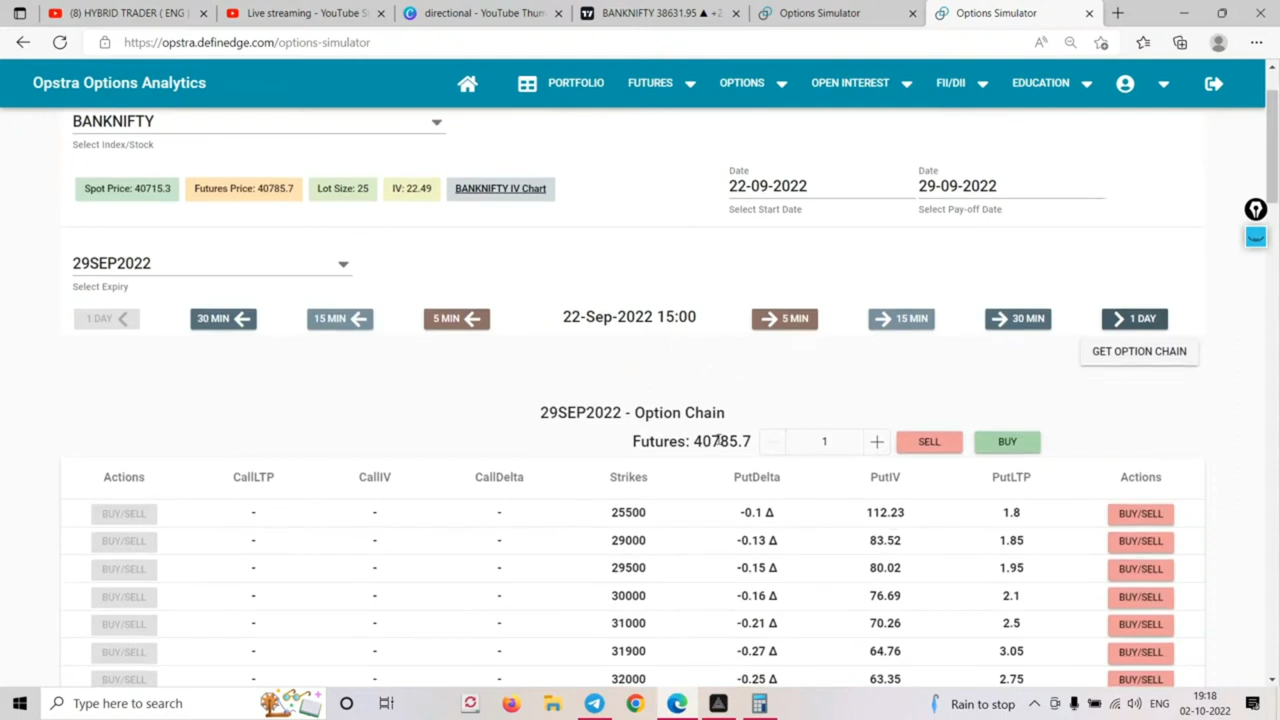 (8) HYBRID TRADER ( ENG |
Live streaming - YouTube S
directional - YouTube Thum
BANKNIFTY 38631.95 ▲ +2
Options Simulator
Options Simulator
https://opstra.definedge.com/options-simulator
Opstra Options Analytics
PORTFOLIO
FUTURES
OPTIONS
OPEN INTEREST
FII/DII
EDUCATION
BANKNIFTY
Select Index/Stock
Spot Price: 40715.3
Futures Price: 40785.7
Lot Size: 25
IV: 22.49
BANKNIFTY IV Chart
Date
22-09-2022
Select Start Date
Date
29-09-2022
Select Pay-off Date
29SEP2022
Select Expiry
1 DAY
30 MIN
15 MIN
5 MIN
22-Sep-2022 15:00
5 MIN
15 MIN
30 MIN
1 DAY
GET OPTION CHAIN
29SEP2022 - Option Chain
Futures: 40785.7
1
SELL
BUY
Actions CallLTP CallIV CallDelta Strikes PutDelta PutIV PutLTP Actions
BUY/SELL - - - 25500 -0.1 Δ 112.23 1.8 BUY/SELL
BUY/SELL - - - 29000 -0.13 Δ 83.52 1.85 BUY/SELL
BUY/SELL - - - 29500 -0.15 Δ 80.02 1.95 BUY/SELL
BUY/SELL - - - 30000 -0.16 Δ 76.69 2.1 BUY/SELL
BUY/SELL - - - 31000 -0.21 Δ 70.26 2.5 BUY/SELL
BUY/SELL - - - 31900 -0.27 Δ 64.76 3.05 BUY/SELL
BUY/SELL - - - 32000 -0.25 Δ 63.35 2.75 BUY/SELL
Type here to search
Rain to stop
ENG
19:18
02-10-2022